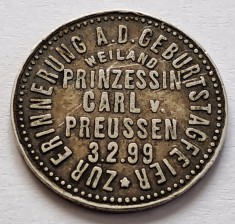 ZUR ERINNERUNG A.D. GEBURTSTAGFEIER
WEILAND
PRINZESSIN
CARL v.
PREUSSEN
3.2.99